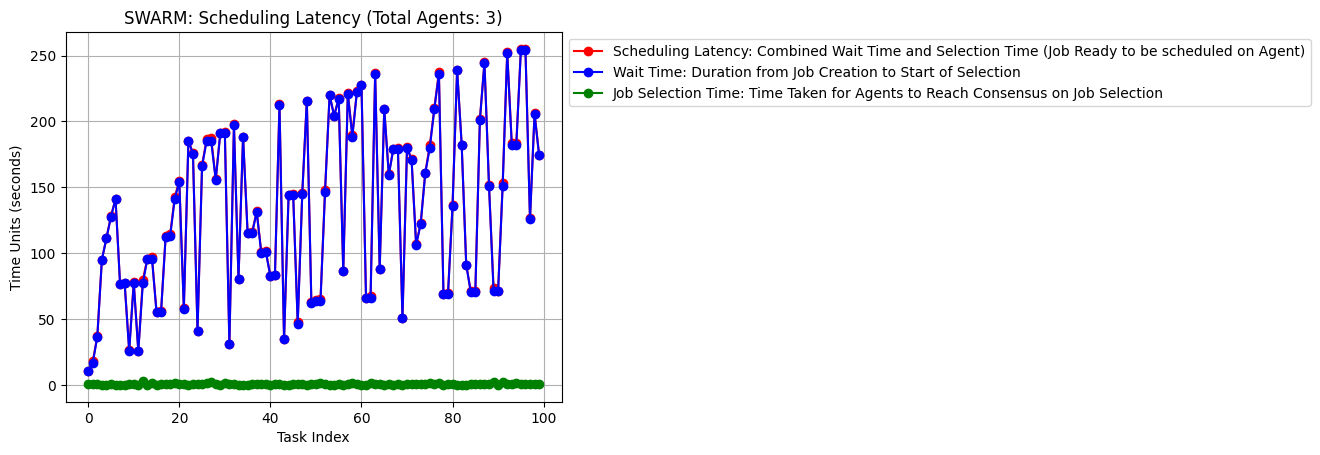 SWARM: Scheduling Latency (Total Agents: 3)
Scheduling Latency: Combined Wait Time and Selection Time (Job Ready to be scheduled on Agent)
Wait Time: Duration from Job Creation to Start of Selection
Job Selection Time: Time Taken for Agents to Reach Consensus on Job Selection
Time Units (seconds)
250
200
150
100
50
0
0 20 40 60 80 100
Task Index